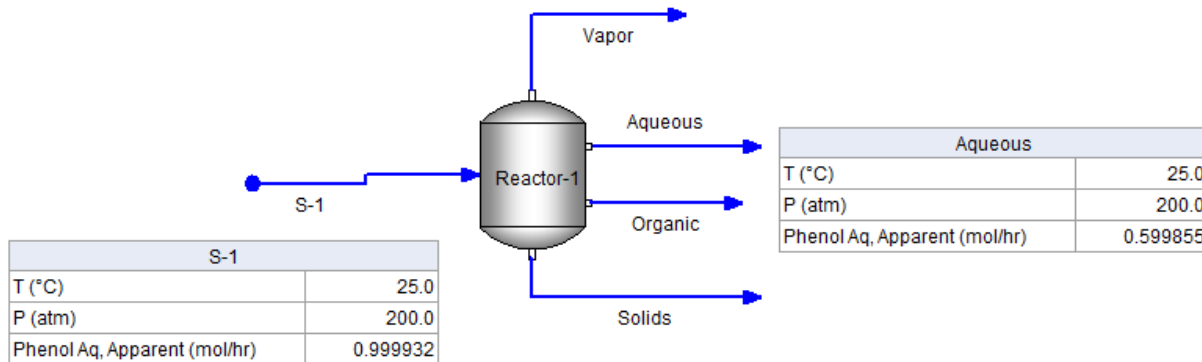 Vapor
Aqueous
Reactor-1
S-1
Organic
Solids
Aqueous
T (°C) 25.0
P (atm) 200.0
Phenol Aq, Apparent (mol/hr) 0.599855
S-1
T (°C) 25.0
P (atm) 200.0
Phenol Aq, Apparent (mol/hr) 0.999932